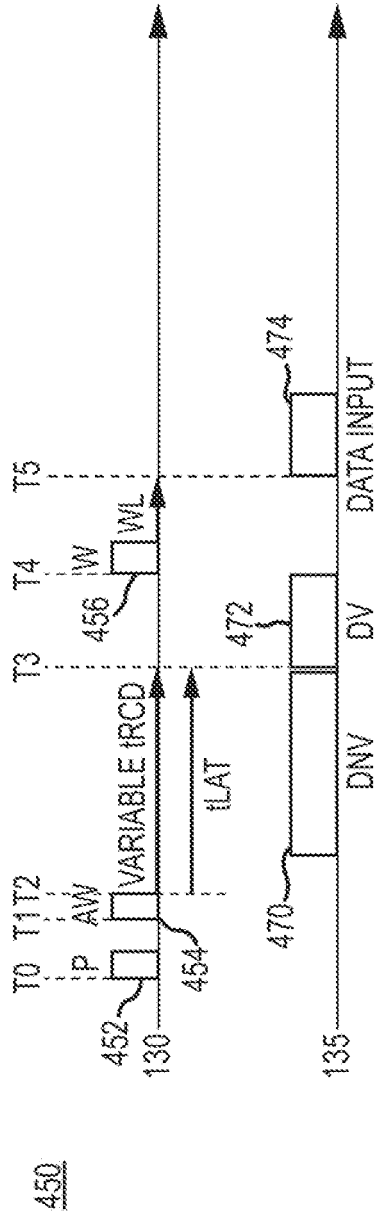 450
T0 T1 T2 T3 T4 T5
P AW W
452 VARIABLE tRCD 456 WL
130 454
tLAT
470 472 474
135 DNV DV DATA INPUT